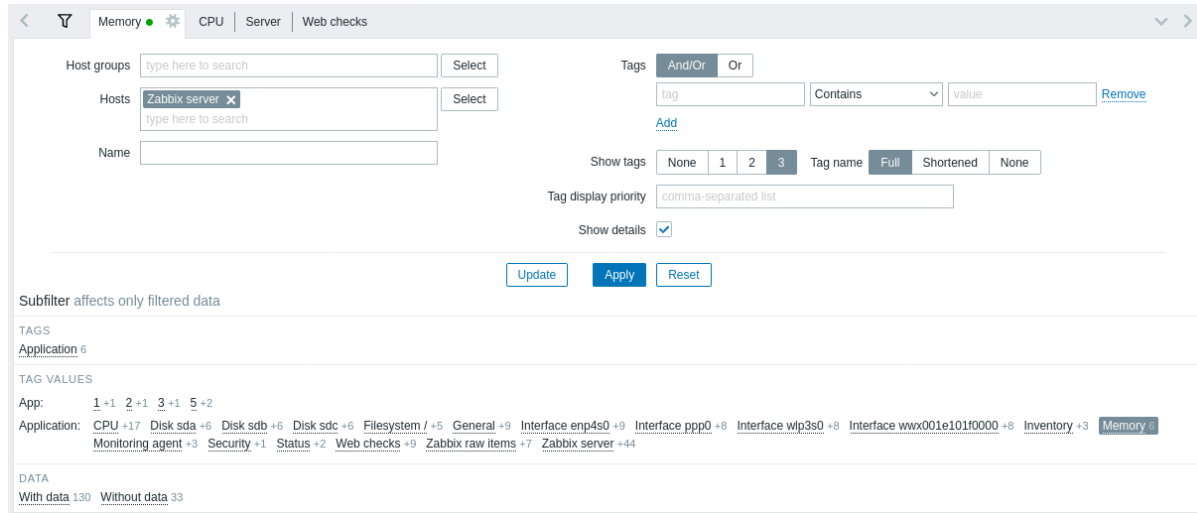 Memory CPU Server Web checks
Host groups type here to search Select Tags And/Or Or
Hosts Zabbix server Select tag Contains value Remove
type here to search Add
Name
Show tags None 1 2 3 Tag name Full Shortened None
Tag display priority comma-separated list
Show details
Update Apply Reset
Subfilter affects only filtered data
TAGS
Application 6
TAG VALUES
App: 1 +1 2 +1 3 +1 5 +2
Application: CPU +17 Disk sda +6 Disk sdb +6 Disk sdc +6 Filesystem / +5 General +9 Interface enp4s0 +9 Interface ppp0 +8 Interface wlp3s0 +8 Interface wwx001e101f0000 +8 Inventory +3 Memory 6
Monitoring agent +3 Security +1 Status +2 Web checks +9 Zabbix raw items +7 Zabbix server +44
DATA
With data 130 Without data 33